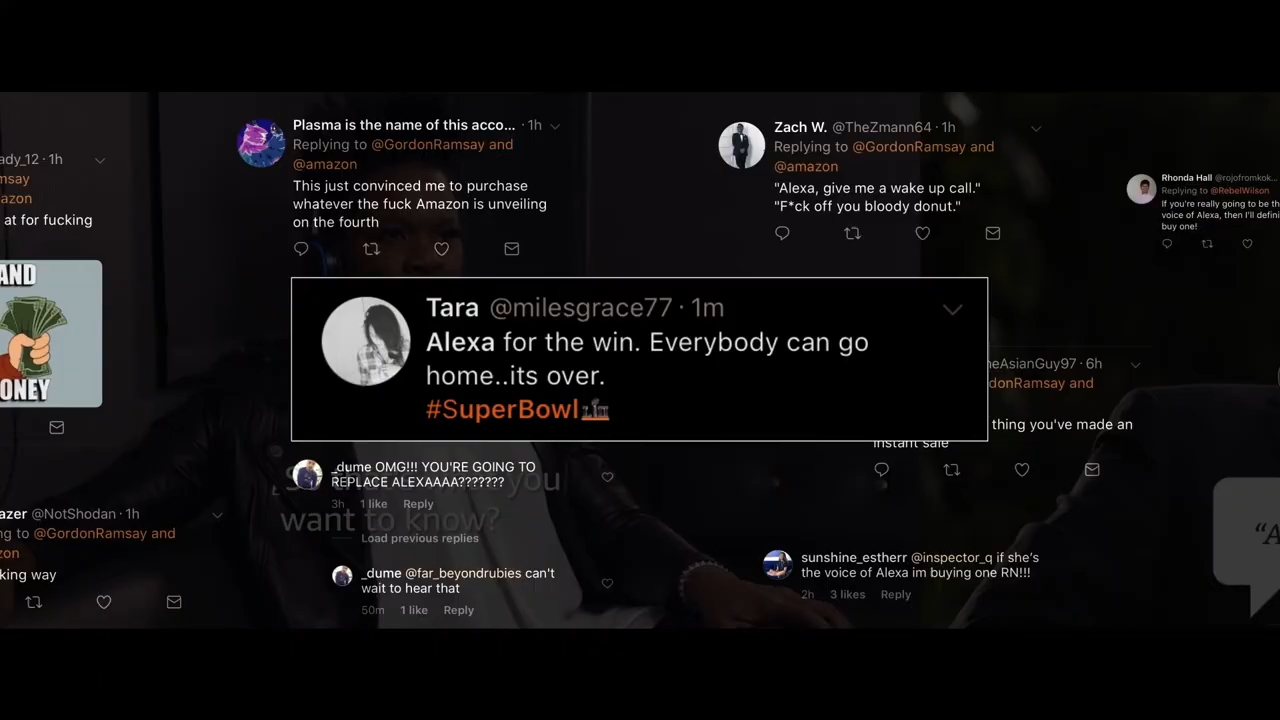 ady_12 · 1h
msay
azon
at for fucking
AND
ONEY
azer @NotShodan · 1h
ng to @GordonRamsay and
zon
king way
Plasma is the name of this acco... · 1h
Replying to @GordonRamsay and
@amazon
This just convinced me to purchase
whatever the fuck Amazon is unveiling
on the fourth
Zach W. @TheZmann64 · 1h
Replying to @GordonRamsay and
@amazon
"Alexa, give me a wake up call."
"F*ck off you bloody donut."
Rhonda Hall @rojofromkok...
Replying to @RebelWilson
If you're really going to be th
voice of Alexa, then I'll defini
buy one!
Tara @milesgrace77 · 1m
Alexa for the win. Everybody can go
home..its over.
#SuperBowl
heAsianGuy97 · 6h
donRamsay and
thing you've made an
instant sale
_dume OMG!!! YOU'RE GOING TO
REPLACE ALEXAAAA???????
3h 1 like Reply
you
want to know?
Load previous replies
_dume @far_beyondrubies can't
wait to hear that
50m 1 like Reply
sunshine_estherr @inspector_q if she's
the voice of Alexa im buying one RN!!!
2h 3 likes Reply
"A